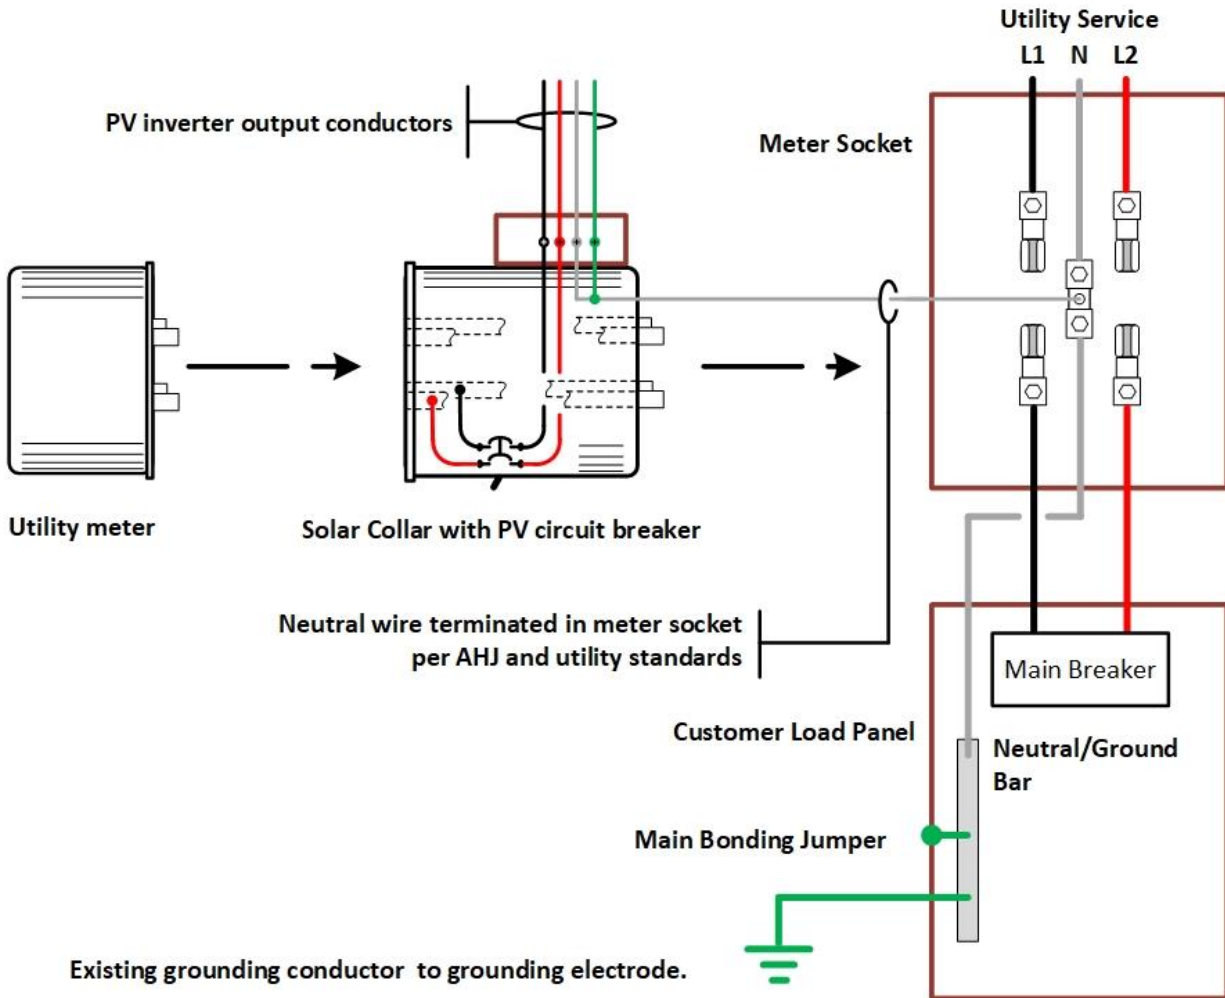 Utility Service
L1 N L2
PV inverter output conductors
Meter Socket
Utility meter
Solar Collar with PV circuit breaker
Neutral wire terminated in meter socket
per AHJ and utility standards
Main Breaker
Customer Load Panel
Neutral/Ground
Bar
Main Bonding Jumper
Existing grounding conductor to grounding electrode.